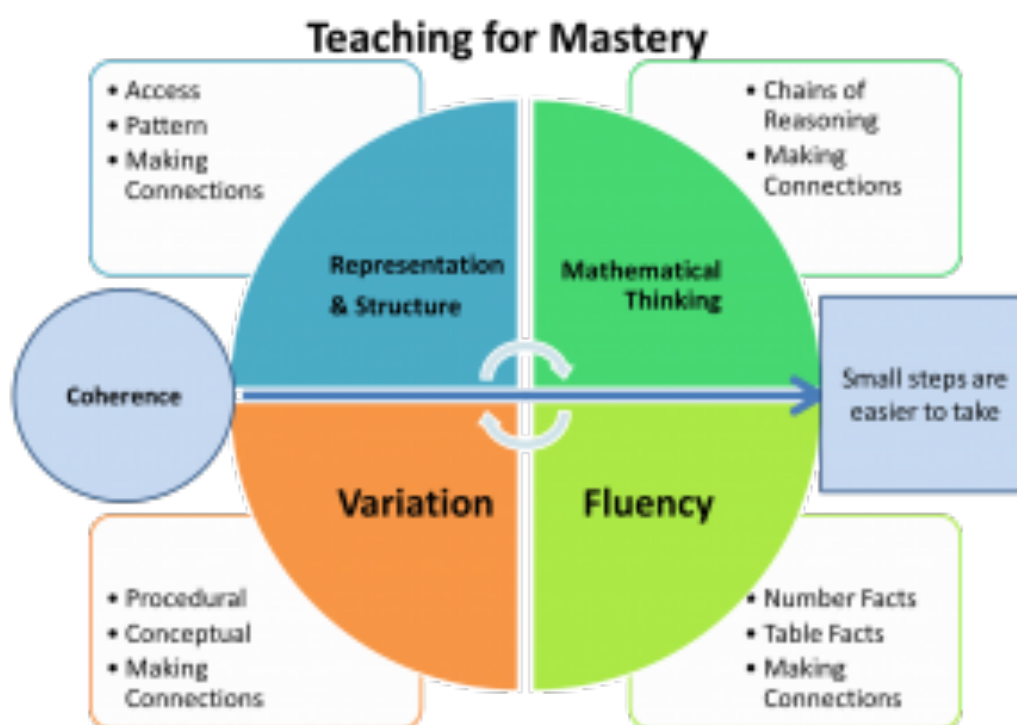 Teaching for Mastery
• Access
• Pattern
• Making
Connections
• Chains of
Reasoning
• Making
Connections
Representation
& Structure
Mathematical
Thinking
Coherence
Small steps are
easier to take
Variation
Fluency
• Procedural
• Conceptual
• Making
Connections
• Number Facts
• Table Facts
• Making
Connections